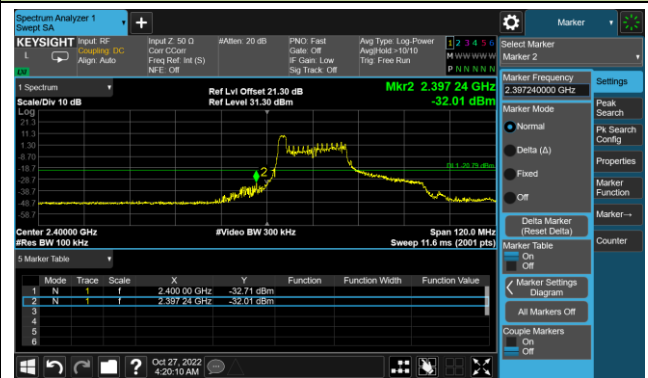 Spectrum Analyzer 1
Swept SA
Marker
KEYSIGHT
L
LXI
Input: RF
Coupling: DC
Align: Auto
Input Z: 50 Ω
Corr CCorr
Freq Ref: Int (S)
NFE: Off
#Atten: 20 dB
PNO: Fast
Gate: Off
IF Gain: Low
Sig Track: Off
Avg Type: Log-Power
Avg|Hold:>10/10
Trig: Free Run
1 2 3 4 5 6
M W W W W W
P N N N N N
Select Marker
Marker 2
Marker Frequency
2.397240000 GHz
Settings
Marker Mode
Normal
Delta (Δ)
Fixed
Off
Delta Marker
(Reset Delta)
Marker Table
On
Off
Marker Settings
Diagram
All Markers Off
Couple Markers
On
Off
Peak
Search
Pk Search
Config
Properties
Marker
Function
Marker→
Counter
1 Spectrum
Scale/Div 10 dB
Ref Lvl Offset 21.30 dB
Ref Level 31.30 dBm
Mkr2 2.397 24 GHz
-32.01 dBm
Log
21.3
11.3
1.30
-8.70
-18.7
-28.7
-38.7
-48.7
-58.7
2
DL1 -20.79 dBm
Center 2.40000 GHz
#Res BW 100 kHz
#Video BW 300 kHz
Span 120.0 MHz
Sweep 11.6 ms (2001 pts)
5 Marker Table
Mode Trace Scale X Y Function Function Width Function Value
1 N 1 f 2.400 00 GHz -32.71 dBm
2 N 1 f 2.397 24 GHz -32.01 dBm
3
4
5
6
?
Oct 27, 2022
4:20:10 AM